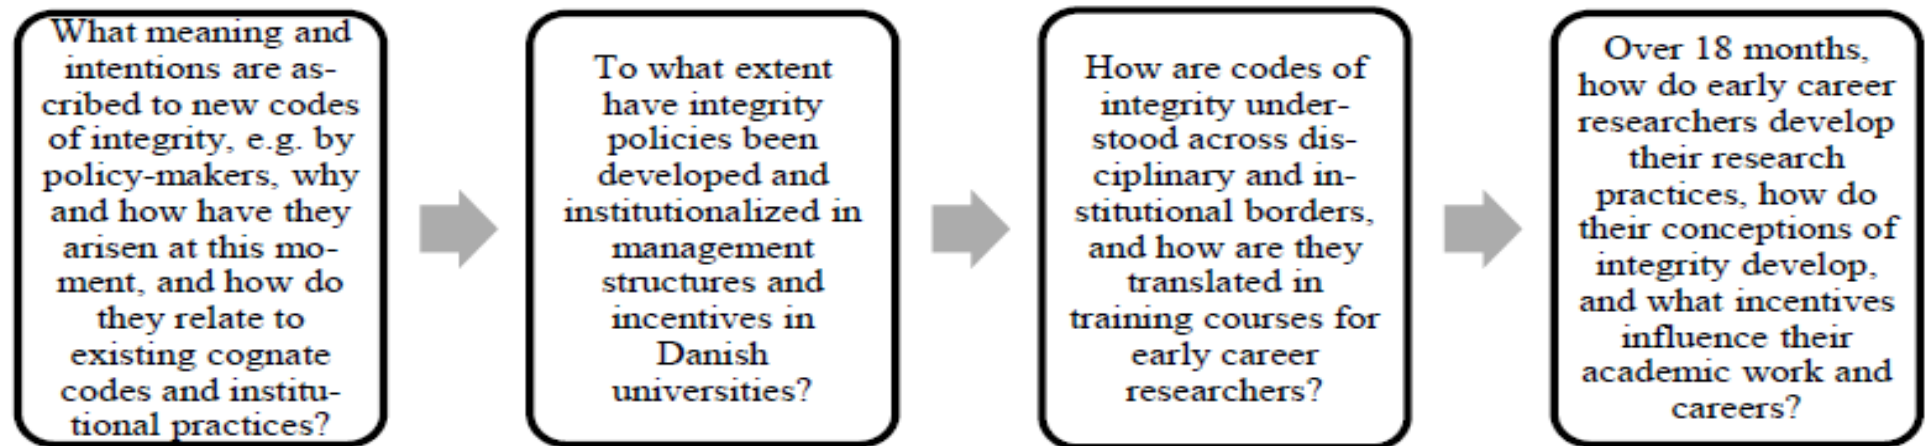 What meaning and
intentions are as-
cribed to new codes
of integrity, e.g. by
policy-makers, why
and how have they
arisen at this mo-
ment, and how do
they relate to
existing cognate
codes and institu-
tional practices?
To what extent
have integrity
policies been
developed and
institutionalized in
management
structures and
incentives in
Danish
universities?
How are codes of
integrity under-
stood across dis-
ciplinary and in-
stitutional borders,
and how are they
translated in
training courses for
early career
researchers?
Over 18 months,
how do early career
researchers develop
their research
practices, how do
their conceptions of
integrity develop,
and what incentives
influence their
academic work and
careers?